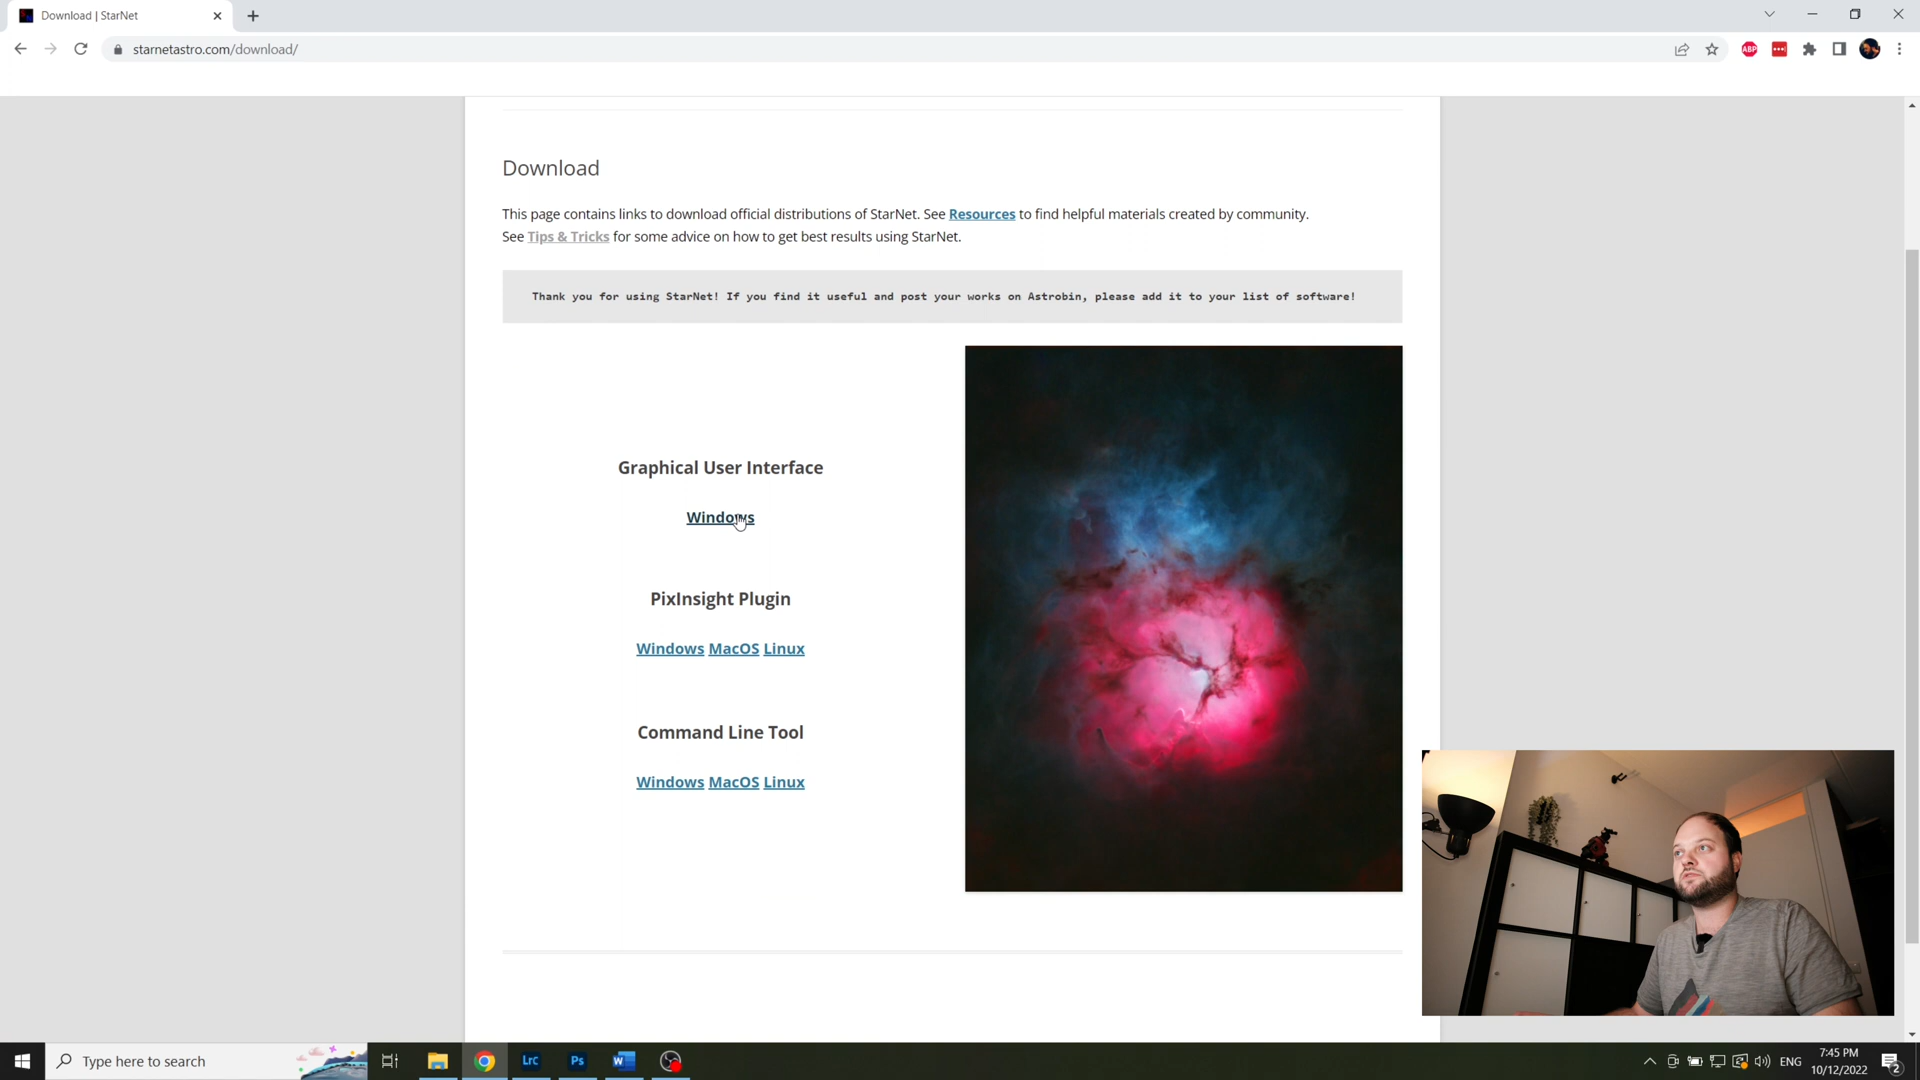 Download | StarNet
starnetastro.com/download/
ABP
Download
This page contains links to download official distributions of StarNet. See Resources to find helpful materials created by community.
See Tips & Tricks for some advice on how to get best results using StarNet.
Thank you for using StarNet! If you find it useful and post your works on Astrobin, please add it to your list of software!
Graphical User Interface
Windows
PixInsight Plugin
Windows MacOS Linux
Command Line Tool
Windows MacOS Linux
Type here to search
LrC
Ps
W
ENG
7:45 PM
10/12/2022
2